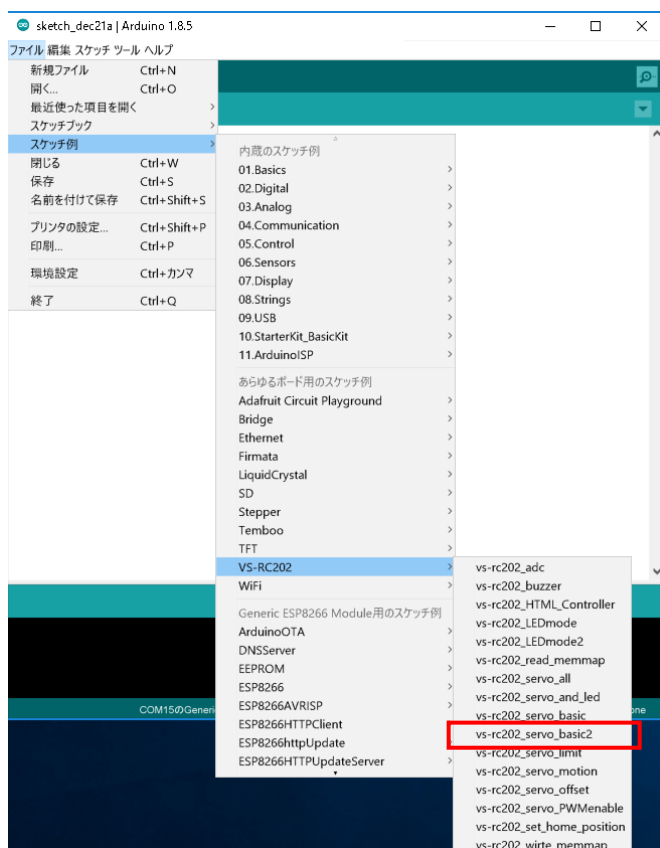 sketch_dec21a | Arduino 1.8.5
ファイル 編集 スケッチ ツール ヘルプ
新規ファイル Ctrl+N
開く... Ctrl+O
最近使った項目を開く
スケッチブック
スケッチ例
閉じる Ctrl+W
保存 Ctrl+S
名前を付けて保存 Ctrl+Shift+S
プリンタの設定... Ctrl+Shift+P
印刷... Ctrl+P
環境設定 Ctrl+カンマ
終了 Ctrl+Q
内蔵のスケッチ例
01.Basics
02.Digital
03.Analog
04.Communication
05.Control
06.Sensors
07.Display
08.Strings
09.USB
10.StarterKit_BasicKit
11.ArduinoISP
あらゆるボード用のスケッチ例
Adafruit Circuit Playground
Bridge
Ethernet
Firmata
LiquidCrystal
SD
Stepper
Temboo
TFT
VS-RC202
WiFi
Generic ESP8266 Module用のスケッチ例
ArduinoOTA
DNSServer
EEPROM
ESP8266
ESP8266AVRISP
ESP8266HTTPClient
ESP8266httpUpdate
ESP8266HTTPUpdateServer
vs-rc202_adc
vs-rc202_buzzer
vs-rc202_HTML_Controller
vs-rc202_LEDmode
vs-rc202_LEDmode2
vs-rc202_read_memmap
vs-rc202_servo_all
vs-rc202_servo_and_led
vs-rc202_servo_basic
vs-rc202_servo_basic2
vs-rc202_servo_limit
vs-rc202_servo_motion
vs-rc202_servo_offset
vs-rc202_servo_PWMenable
vs-rc202_set_home_position
vs-rc202_wirte_memmap
COM15のGeneri
one